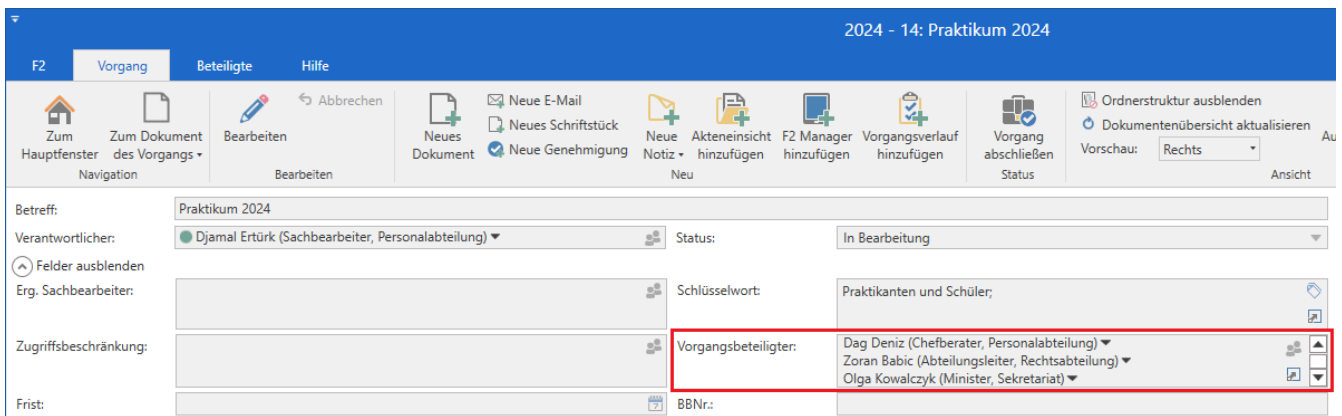 2024 - 14: Praktikum 2024
F2 Vorgang Beteiligte Hilfe
Zum Hauptfenster
Zum Dokument des Vorgangs
Navigation
Bearbeiten
Abbrechen
Bearbeiten
Neues Dokument
Neue E-Mail
Neues Schriftstück
Neue Genehmigung
Neue Notiz
Akteneinsicht hinzufügen
F2 Manager hinzufügen
Vorgangsverlauf hinzufügen
Neu
Vorgang abschließen
Status
Ordnerstruktur ausblenden
Dokumentenübersicht aktualisieren
Vorschau: Rechts
Au
Ansicht
Betreff: Praktikum 2024
Verantwortlicher: Djamal Ertürk (Sachbearbeiter, Personalabteilung)
Status: In Bearbeitung
Felder ausblenden
Erg. Sachbearbeiter:
Schlüsselwort: Praktikanten und Schüler;
Zugriffsbeschränkung:
Vorgangsbeteiligter: Dag Deniz (Chefberater, Personalabteilung)
Zoran Babic (Abteilungsleiter, Rechtsabteilung)
Olga Kowalczyk (Minister, Sekretariat)
Frist:
BBNr.: